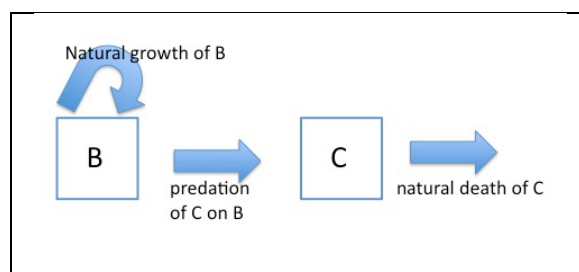 Natural growth of B
B
C
predation
of C on B
natural death of C